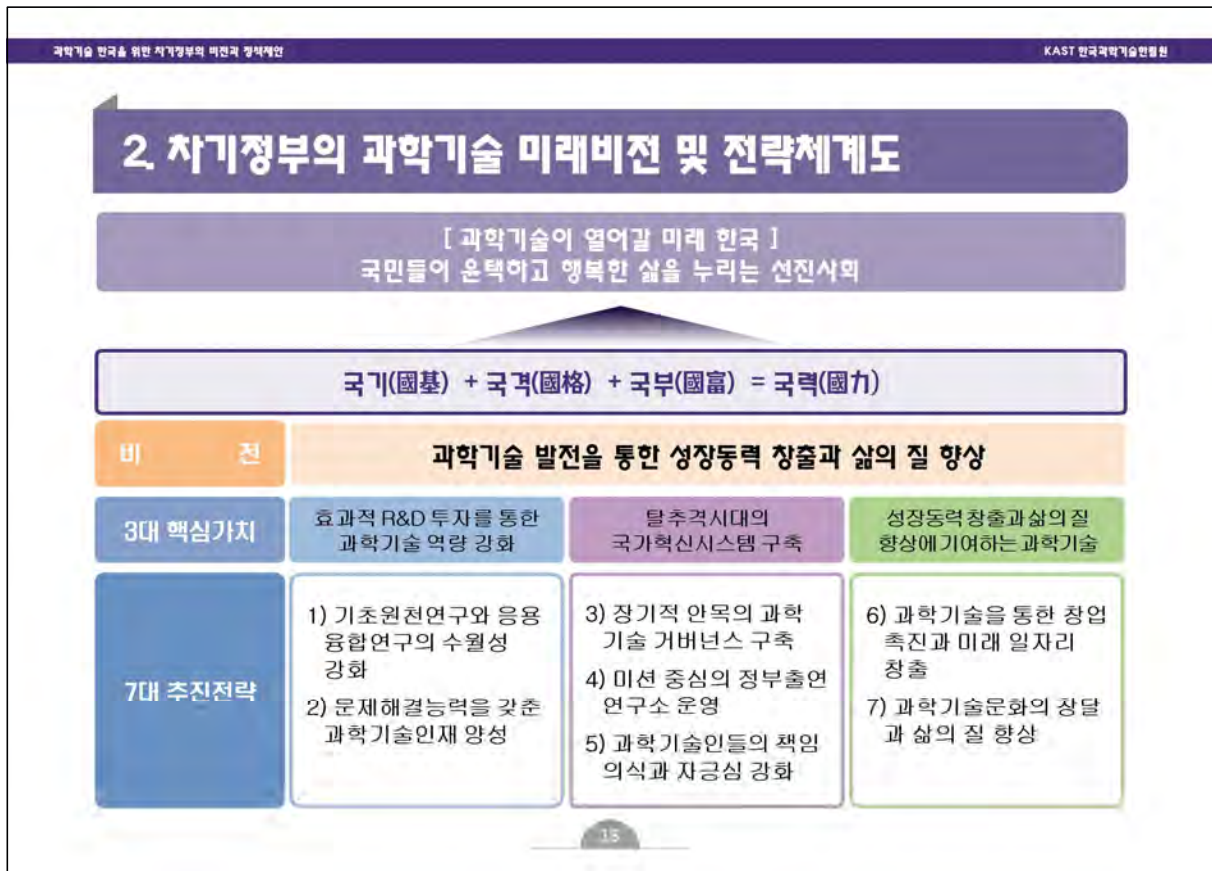 과학기술 한국을 위한 차기정부의 비전과 정책제안
KAST 한국과학기술한림원
2. 차기정부의 과학기술 미래비전 및 전략체계도
[ 과학기술이 열어갈 미래 한국 ]
국민들이 윤택하고 행복한 삶을 누리는 선진사회
국기(國基) + 국격(國格) + 국부(國富) = 국력(國力)
비 전
과학기술 발전을 통한 성장동력 창출과 삶의 질 향상
3대 핵심가치
효과적 R&D 투자를 통한
과학기술 역량 강화
탈추격시대의
국가혁신시스템 구축
성장동력 창출과 삶의 질
향상에 기여하는 과학기술
7대 추진전략
1) 기초원천연구와 응용
융합연구의 수월성
강화
2) 문제해결능력을 갖춘
과학기술인재 양성
3) 장기적 안목의 과학
기술 거버넌스 구축
4) 미션 중심의 정부출연
연구소 운영
5) 과학기술인들의 책임
의식과 자긍심 강화
6) 과학기술을 통한 창업
촉진과 미래 일자리
창출
7) 과학기술문화의 창달
과 삶의 질 향상